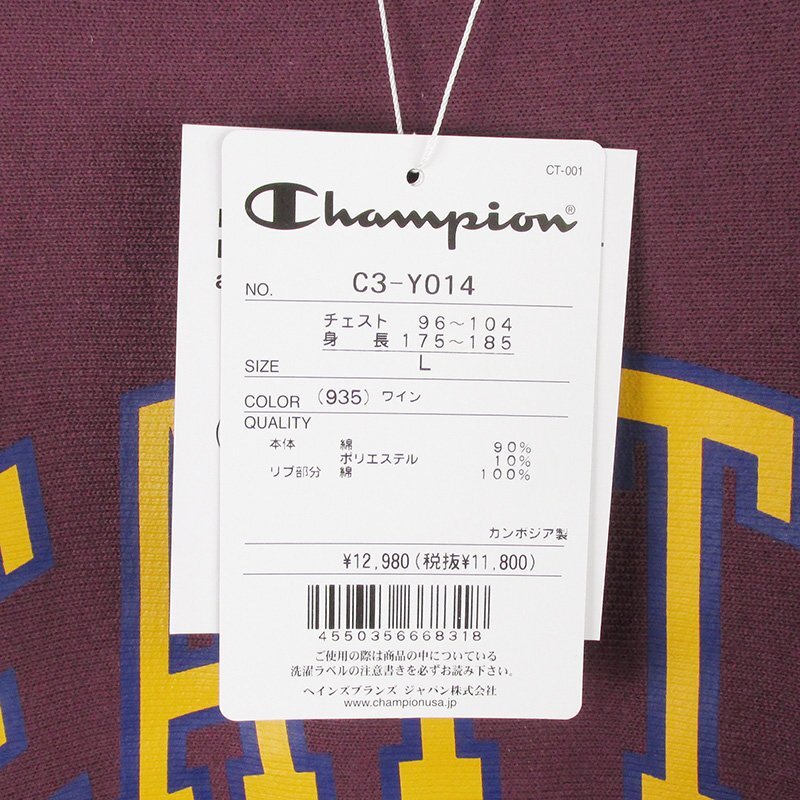 CT-001
Champion®
NO. C3-Y014
チェスト 96～104
身長 175～185
SIZE L
COLOR (935) ワイン
QUALITY
本体 綿 90%
ポリエステル 10%
リブ部分 綿 100%
カンボジア製
¥12,980(税抜¥11,800)
4550356668318
ご使用の際は商品の中についている
洗濯ラベルの注意書きを必ずお読み下さい。
ヘインズブランズ ジャパン株式会社
www.championusa.jp